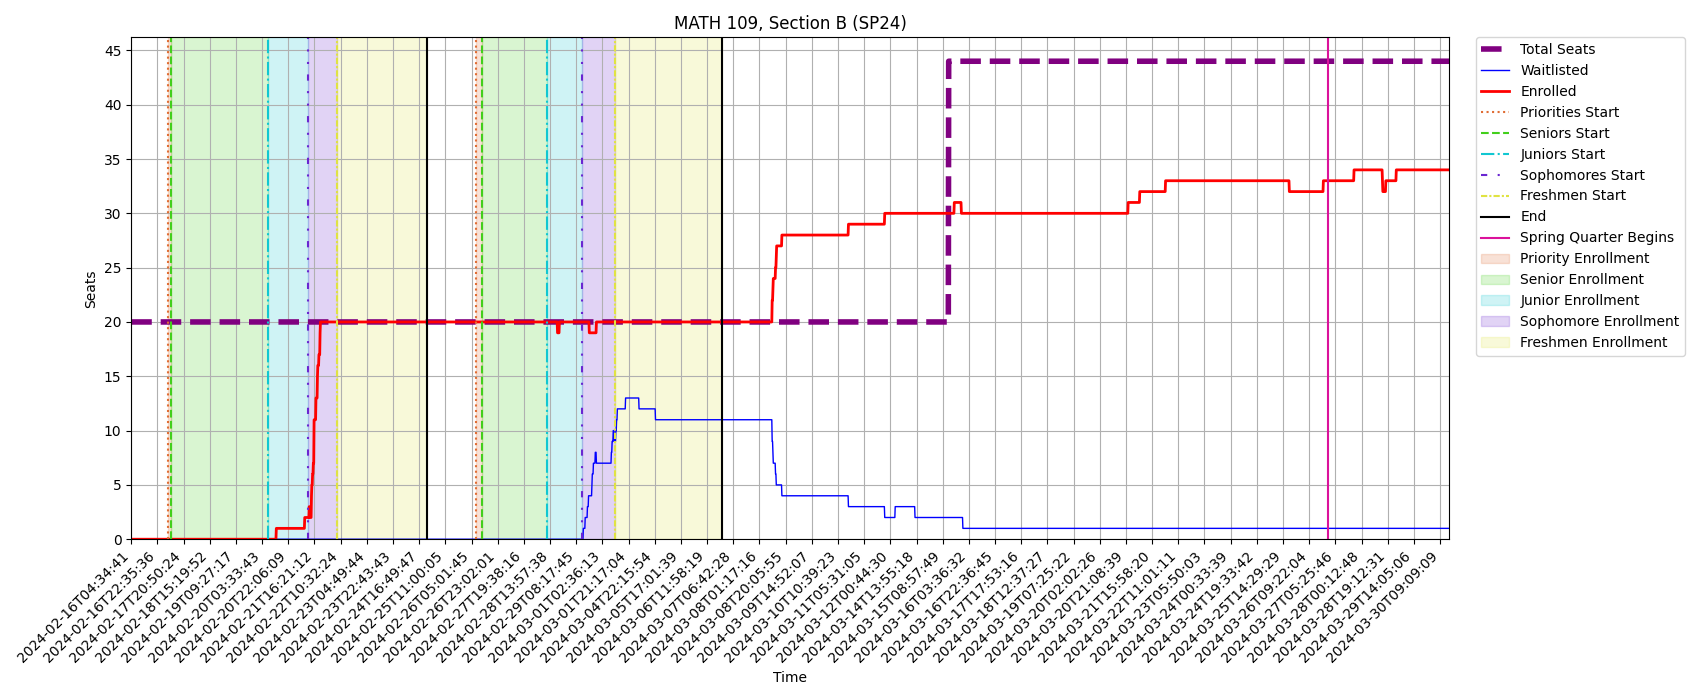 MATH 109, Section B (SP24)
45
40
35
30
25
20
15
10
5
0
Seats
2024-02-16T04:34:41
2024-02-16T22:35:36
2024-02-17T20:50:24
2024-02-18T15:19:52
2024-02-19T09:27:17
2024-02-20T03:33:45
2024-02-20T22:06:09
2024-02-21T16:21:12
2024-02-22T10:32:24
2024-02-23T04:49:44
2024-02-23T22:43:43
2024-02-24T16:49:47
2024-02-25T11:00:05
2024-02-26T05:01:45
2024-02-26T23:02:01
2024-02-27T19:38:16
2024-02-28T13:57:38
2024-02-29T08:17:45
2024-03-01T02:36:13
2024-03-01T21:17:04
2024-03-04T22:15:54
2024-03-05T17:01:39
2024-03-06T11:58:19
2024-03-07T06:42:28
2024-03-08T01:17:16
2024-03-08T20:05:55
2024-03-09T14:52:07
2024-03-10T10:39:23
2024-03-11T05:31:05
2024-03-12T00:44:30
2024-03-14T13:55:18
2024-03-15T08:57:49
2024-03-16T03:36:32
2024-03-16T22:36:45
2024-03-17T17:53:16
2024-03-18T12:37:27
2024-03-19T07:25:22
2024-03-20T02:02:26
2024-03-20T21:08:39
2024-03-21T15:58:20
2024-03-22T11:01:11
2024-03-23T05:50:03
2024-03-24T00:33:39
2024-03-24T19:33:42
2024-03-25T14:29:29
2024-03-26T09:22:04
2024-03-27T05:25:46
2024-03-28T00:12:48
2024-03-28T19:12:31
2024-03-29T14:05:06
2024-03-30T09:09:09
Time
Total Seats
Waitlisted
Enrolled
Priorities Start
Seniors Start
Juniors Start
Sophomores Start
Freshmen Start
End
Spring Quarter Begins
Priority Enrollment
Senior Enrollment
Junior Enrollment
Sophomore Enrollment
Freshmen Enrollment